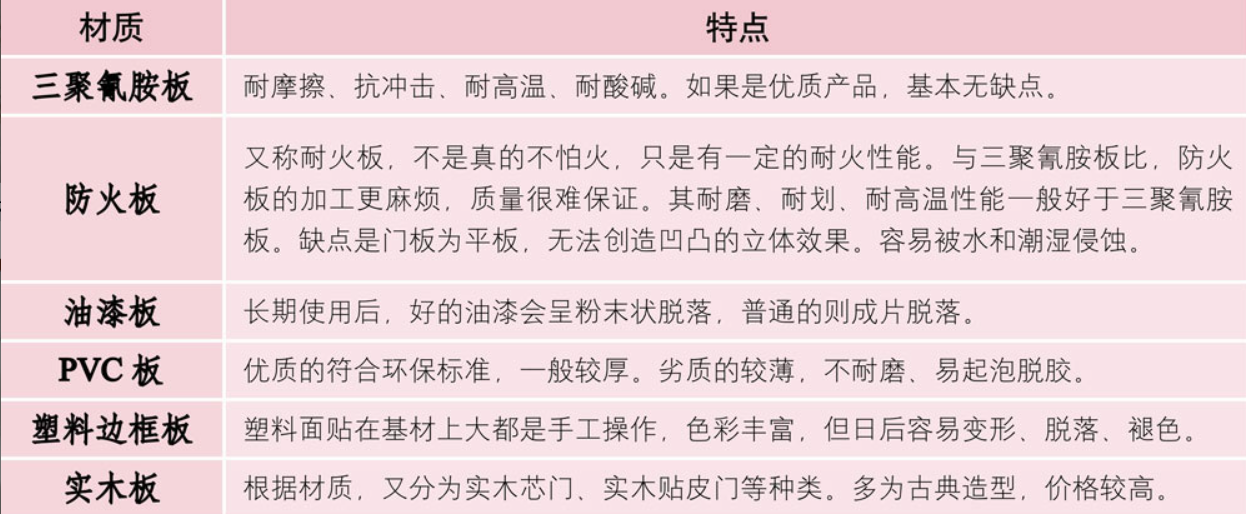 材质
特点
三聚氰胺板
耐摩擦、抗冲击、耐高温、耐酸碱。如果是优质产品，基本无缺点。
防火板
又称耐火板，不是真的不怕火，只是有一定的耐火性能。与三聚氰胺板比，防火
板的加工更麻烦，质量很难保证。其耐磨、耐划、耐高温性能一般好于三聚氰胺
板。缺点是门板为平板，无法创造凹凸的立体效果。容易被水和潮湿侵蚀。
油漆板
长期使用后，好的油漆会呈粉末状脱落，普通的则成片脱落。
PVC 板
优质的符合环保标准，一般较厚。劣质的较薄，不耐磨、易起泡脱胶。
塑料边框板
塑料面贴在基材上大都是手工操作，色彩丰富，但日后容易变形、脱落、褪色。
实木板
根据材质，又分为实木芯门、实木贴皮门等种类。多为古典造型，价格较高。